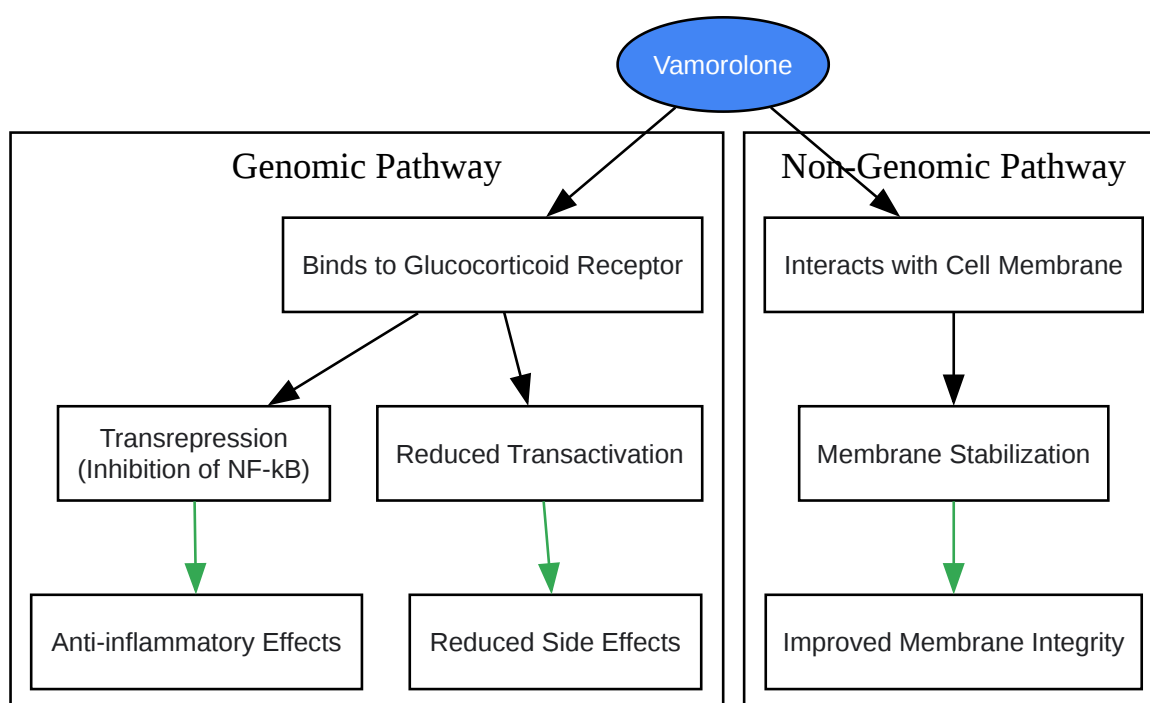 Vamorolone
Genomic Pathway
Non-Genomic Pathway
Binds to Glucocorticoid Receptor
Interacts with Cell Membrane
Transrepression
(Inhibition of NF-kB)
Reduced Transactivation
Membrane Stabilization
Anti-inflammatory Effects
Reduced Side Effects
Improved Membrane Integrity